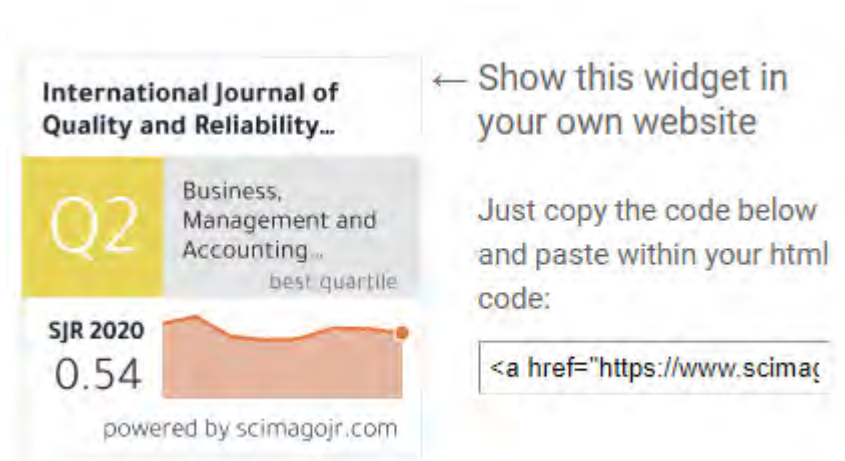 International Journal of
Quality and Reliability...
Q2
Business,
Management and
Accounting...
best quartile
SJR 2020
0.54
powered by scimagojr.com
← Show this widget in
your own website
Just copy the code below
and paste within your html
code:
<a href="https://www.scimag